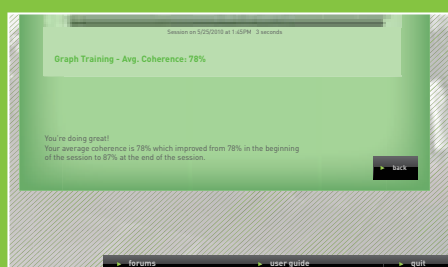 Session on 5/25/2010 at 1:45PM 3 seconds
Graph Training - Avg. Coherence: 78%
You're doing great!
Your average coherence is 78% which improved from 78% in the beginning
of the session to 87% at the end of the session.
back
forums user guide quit